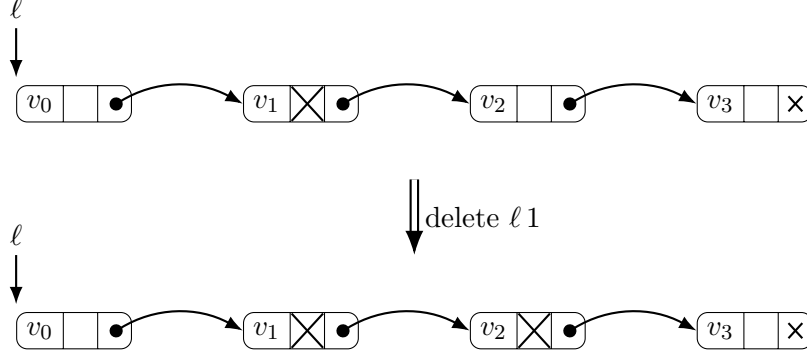 ℓ
v₀ v₁ v₂ v₃
delete ℓ 1
ℓ
v₀ v₁ v₂ v₃